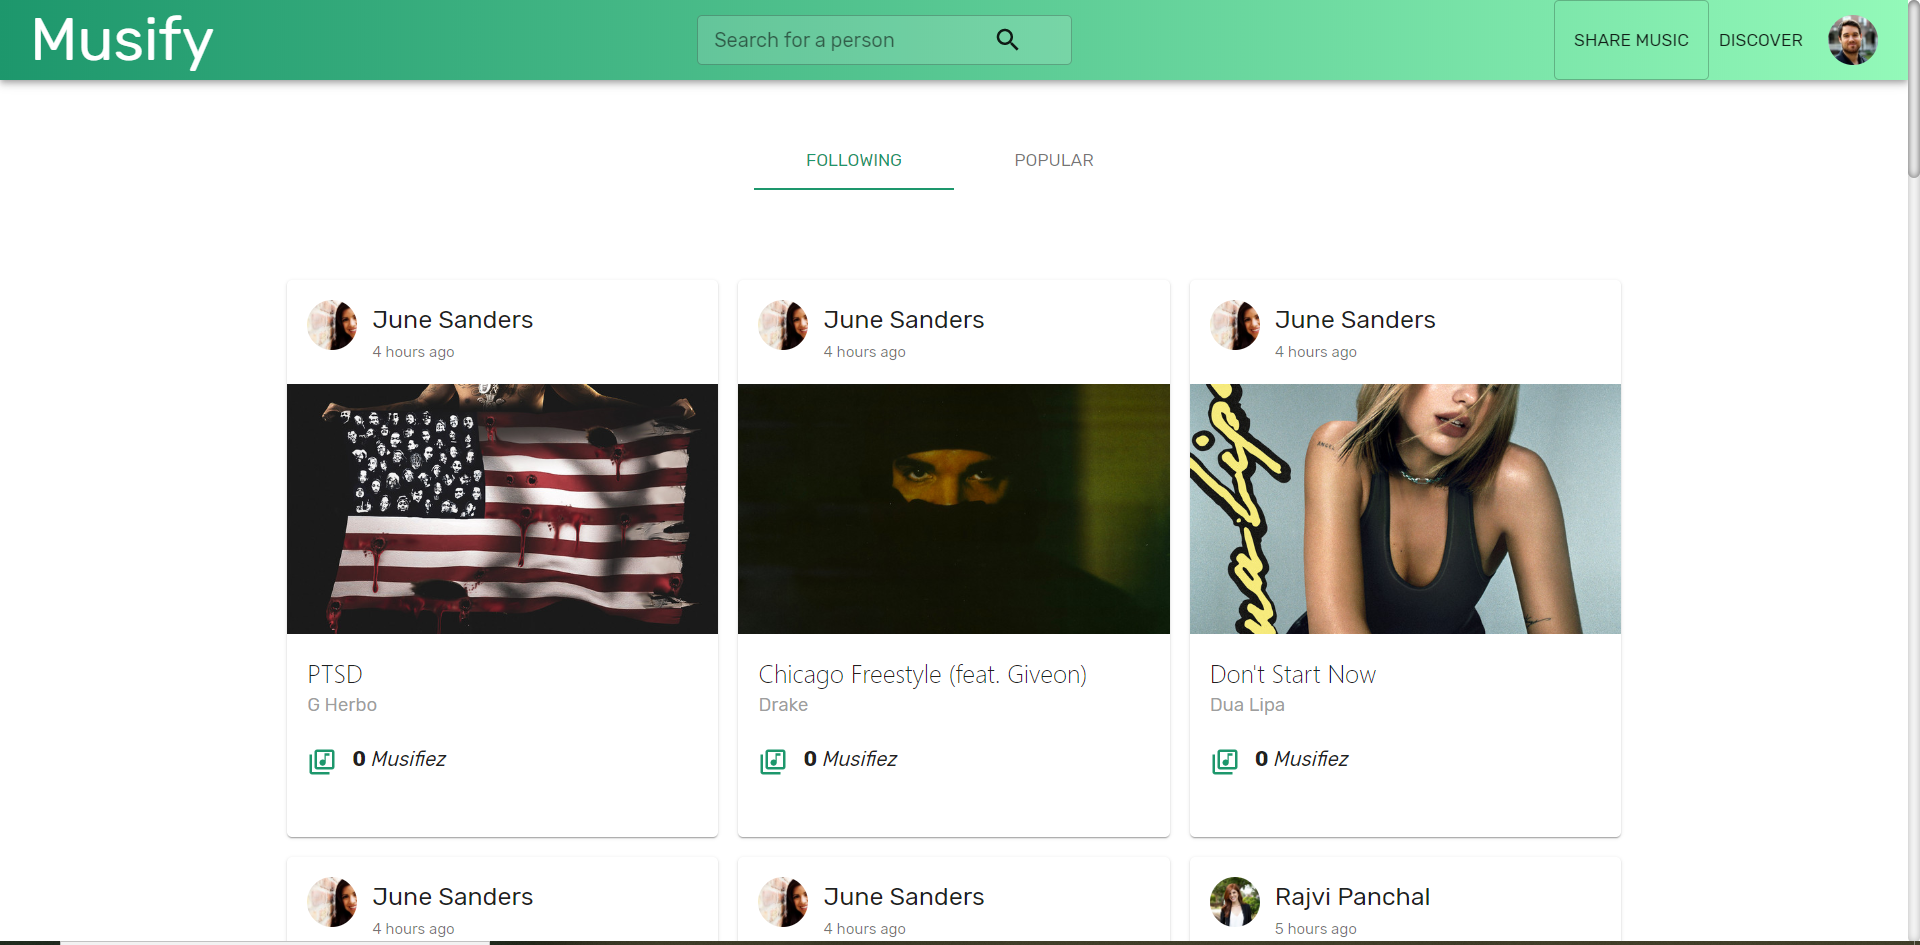 Musify
Search for a person
SHARE MUSIC
DISCOVER
FOLLOWING
POPULAR
June Sanders
4 hours ago
June Sanders
4 hours ago
June Sanders
4 hours ago
PTSD
G Herbo
0 Musifiez
Chicago Freestyle (feat. Giveon)
Drake
0 Musifiez
Don't Start Now
Dua Lipa
0 Musifiez
June Sanders
4 hours ago
June Sanders
4 hours ago
Rajvi Panchal
5 hours ago